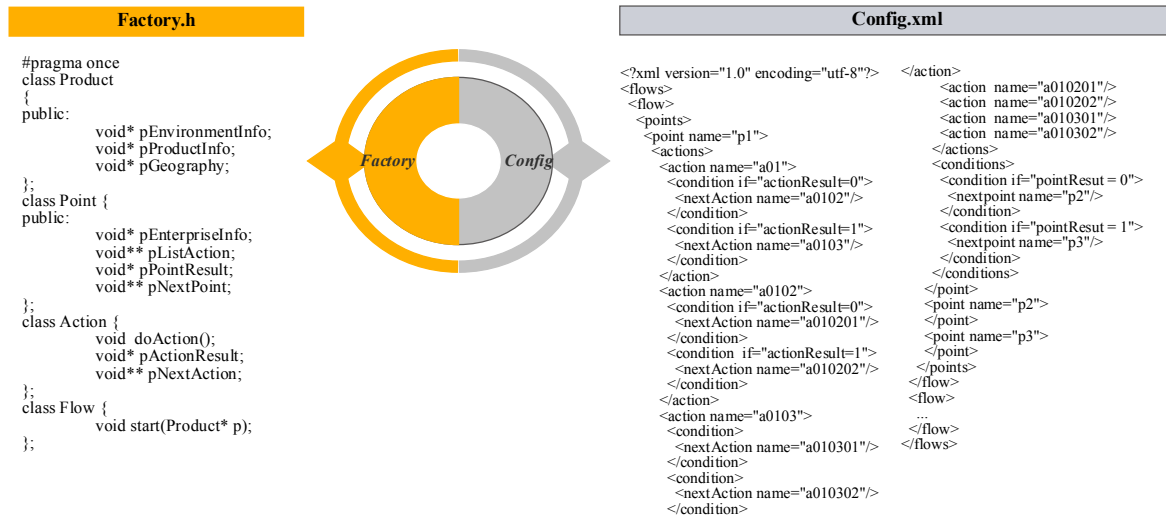 Factory.h
#pragma once
class Product
{
public:
void* pEnvironmentInfo;
void* pProductInfo;
void* pGeography;
};
class Point {
public:
void* pEnterpriseInfo;
void** pListAction;
void* pPointResult;
void** pNextPoint;
};
class Action {
void  doAction();
void* pActionResult;
void** pNextAction;
};
class Flow {
void start(Product* p);
};
Factory
Config
Config.xml
<?xml version="1.0" encoding="utf-8"?>
<flows>
<flow>
<points>
<point name="p1">
<actions>
<action name="a01">
<condition if="actionResult=0">
<nextAction name="a0102"/>
</condition>
<condition if="actionResult=1">
<nextAction name="a0103"/>
</condition>
</action>
<action name="a0102">
<condition if="actionResult=0">
<nextAction name="a010201"/>
</condition>
<condition  if="actionResult=1">
<nextAction name="a010202"/>
</condition>
</action>
<action name="a0103">
<condition>
<nextAction name="a010301"/>
</condition>
<condition>
<nextAction name="a010302"/>
</condition>
</action>
<action  name="a010201"/>
<action  name="a010202"/>
<action  name="a010301"/>
<action  name="a010302"/>
</actions>
<conditions>
<condition if="pointResut = 0">
<nextpoint name="p2"/>
</condition>
<condition if="pointResut = 1">
<nextpoint name="p3"/>
</condition>
</conditions>
</point>
<point name="p2">
</point>
<point name="p3">
</point>
</points>
</flow>
<flow>
...
</flow>
</flows>